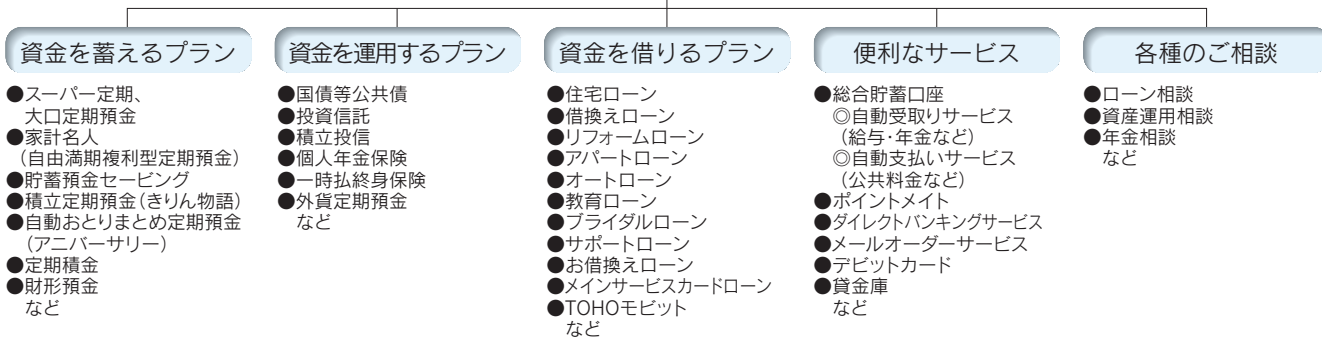 資金を蓄えるプラン
●スーパー定期、
大口定期預金
●家計名人
（自由満期複利型定期預金）
●貯蓄預金セービング
●積立定期預金（きりん物語）
●自動おとりまとめ定期預金
（アニバーサリー）
●定期積金
●財形預金
など
資金を運用するプラン
●国債等公共債
●投資信託
●積立投信
●個人年金保険
●一時払終身保険
●外貨定期預金
など
資金を借りるプラン
●住宅ローン
●借換えローン
●リフォームローン
●アパートローン
●オートローン
●教育ローン
●ブライダルローン
●サポートローン
●お借換えローン
●メインサービスカードローン
●TOHOモビット
など
便利なサービス
●総合貯蓄口座
◎自動受取りサービス
（給与・年金など）
◎自動支払いサービス
（公共料金など）
●ポイントメイト
●ダイレクトバンキングサービス
●メールオーダーサービス
●デビットカード
●貸金庫
など
各種のご相談
●ローン相談
●資産運用相談
●年金相談
など